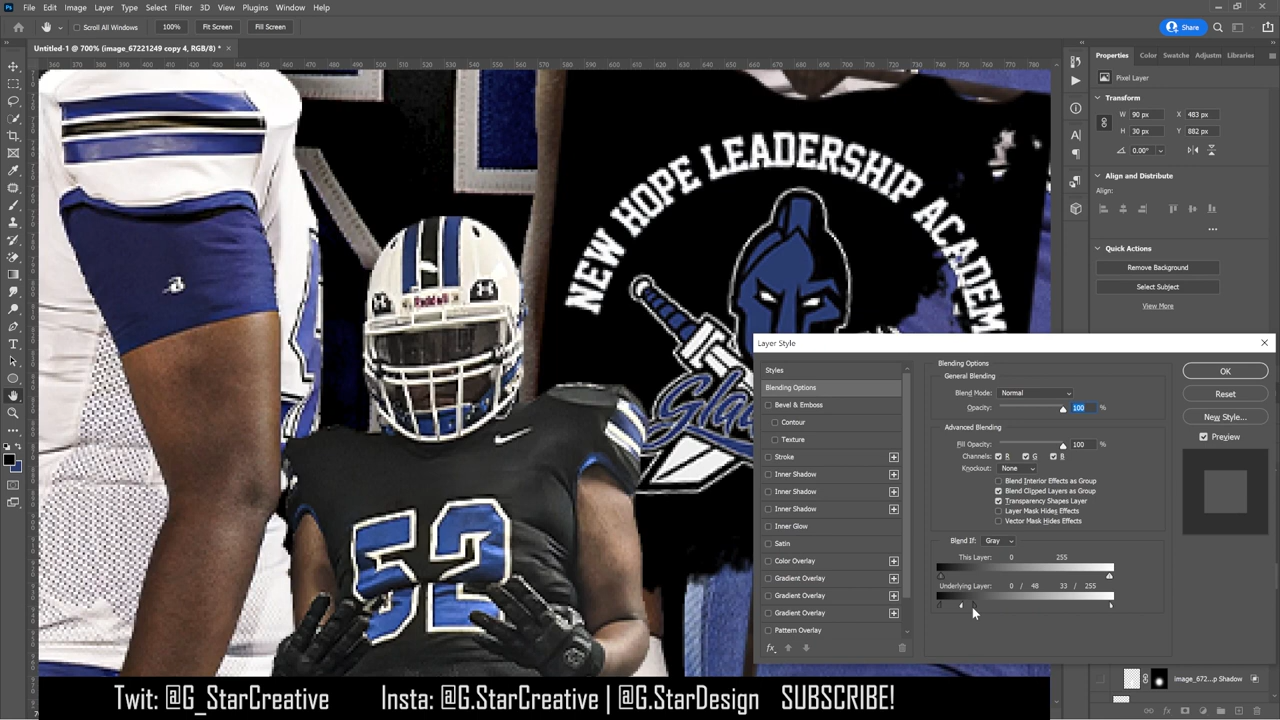 File Edit Image Layer Type Select Filter 3D View Plugins Window Help
Scroll All Windows 100% Fit Screen Fill Screen Share
Untitled-1 @ 700% (image_67221249 copy 4, RGB/8) *
Properties Color Swatches Adjustm Libraries
Pixel Layer
Transform
W 90 px X 483 px
H 30 px Y 882 px
0.00°
Align and Distribute
Align:
Quick Actions
Remove Background
Select Subject
View More
NEW HOPE LEADERSHIP ACADEM
Riddell
52
Layer Style
Styles
Blending Options
Bevel & Emboss
Contour
Texture
Stroke
Inner Shadow
Inner Shadow
Inner Shadow
Inner Glow
Satin
Color Overlay
Gradient Overlay
Gradient Overlay
Gradient Overlay
Pattern Overlay
fx
Blending Options
General Blending
Blend Mode: Normal
Opacity: 100 %
Advanced Blending
Fill Opacity: 100 %
Channels: R G B
Knockout: None
Blend Interior Effects as Group
Blend Clipped Layers as Group
Transparency Shapes Layer
Layer Mask Hides Effects
Vector Mask Hides Effects
Blend If: Gray
This Layer: 0 255
Underlying Layer: 0 / 48 33 / 255
OK
Reset
New Style...
Preview
image_672...p Shadow
Twit: @G_StarCreative Insta: @G.StarCreative | @G.StarDesign SUBSCRIBE!